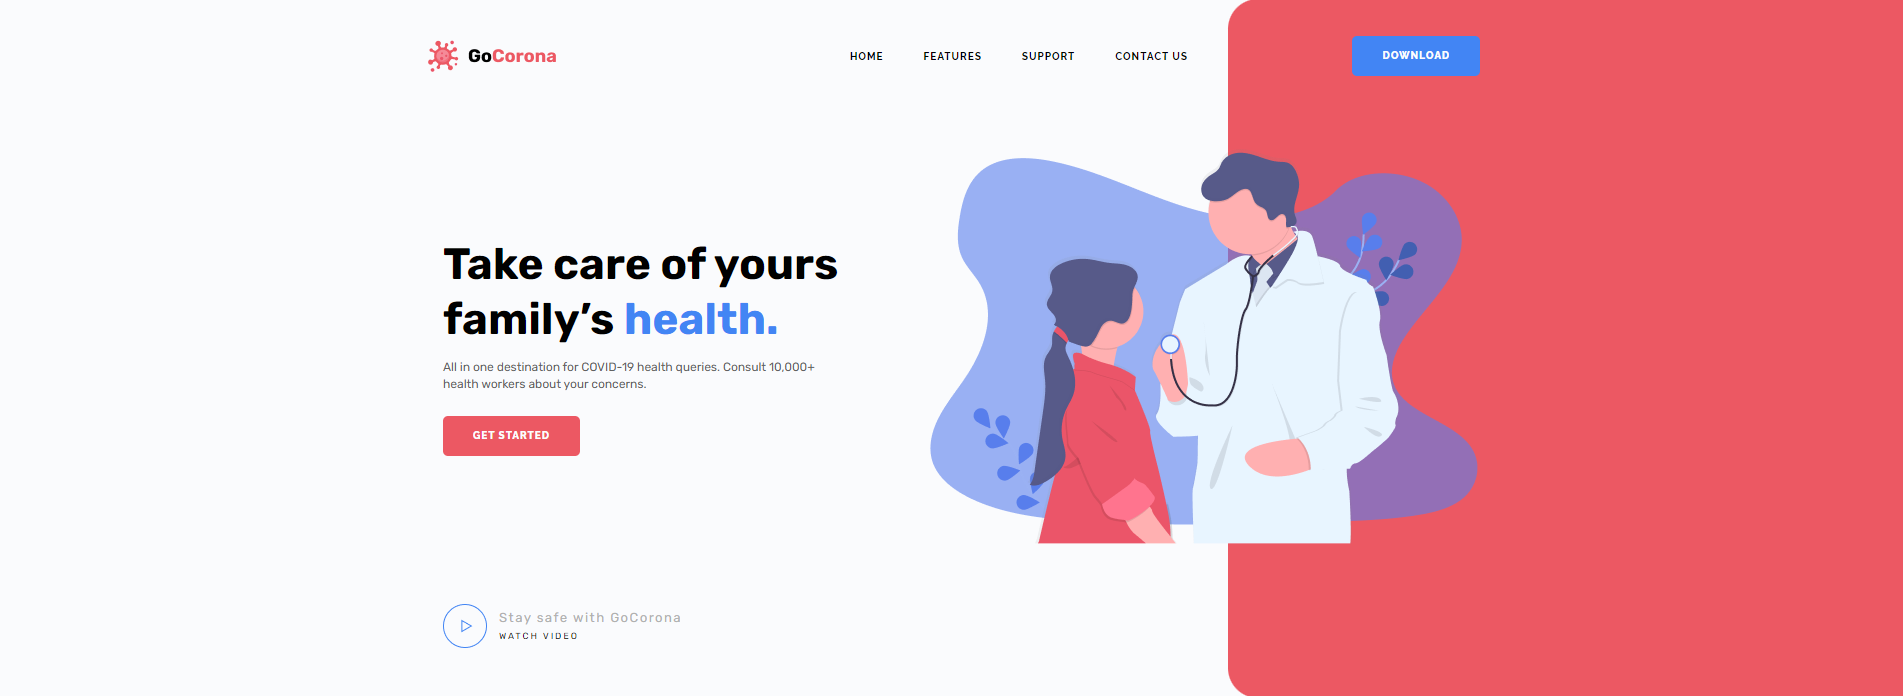 GoCorona
HOME
FEATURES
SUPPORT
CONTACT US
DOWNLOAD
Take care of yours
family’s health.
All in one destination for COVID-19 health queries. Consult 10,000+
health workers about your concerns.
GET STARTED
Stay safe with GoCorona
WATCH VIDEO